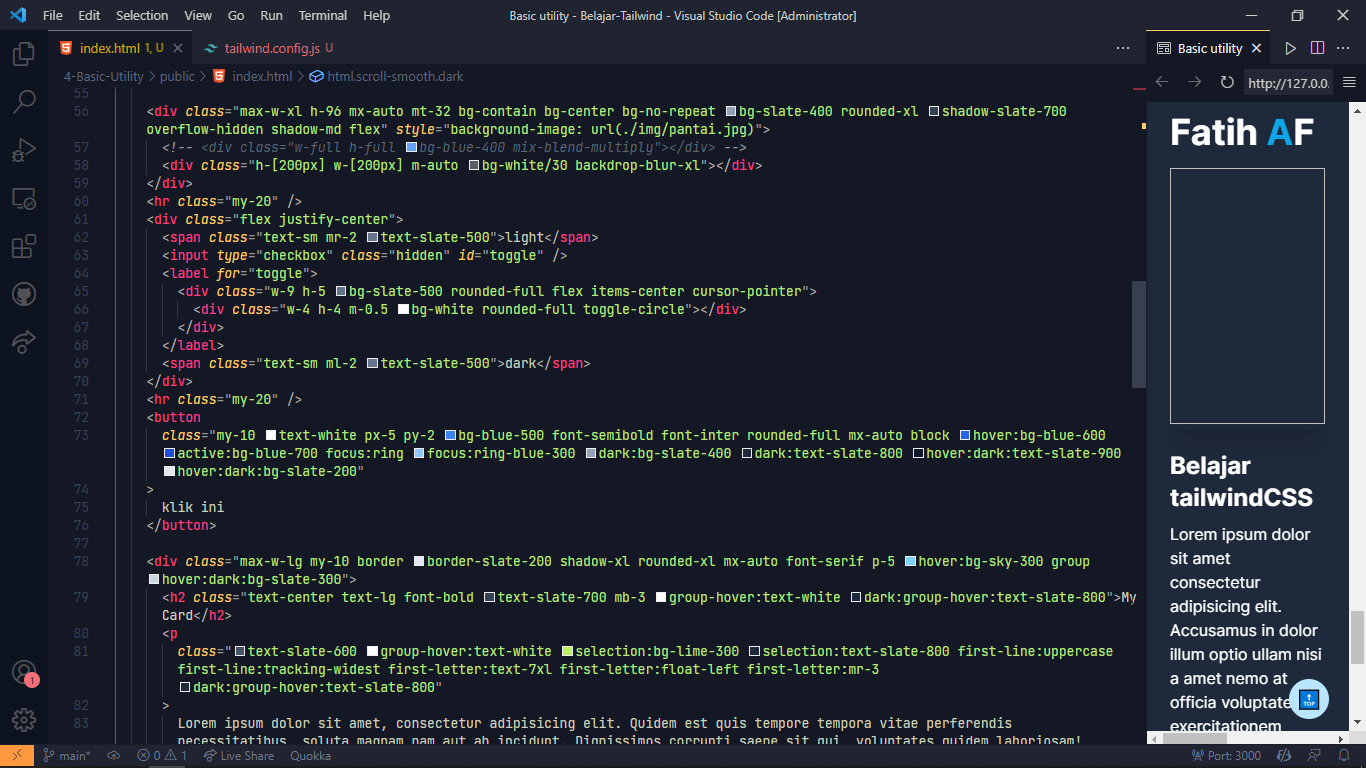 File Edit Selection View Go Run Terminal Help
Basic utility - Belajar-Tailwind - Visual Studio Code [Administrator]
index.html 1, U
tailwind.config.js U
Basic utility
4-Basic-Utility > public > index.html > html.scroll-smooth.dark
http://127.0.0.
55
56 <div class="max-w-xl h-96 mx-auto mt-32 bg-contain bg-center bg-no-repeat bg-slate-400 rounded-xl shadow-slate-700
overflow-hidden shadow-md flex" style="background-image: url(./img/pantai.jpg)">
57 <!-- <div class="w-full h-full bg-blue-400 mix-blend-multiply"></div> -->
58 <div class="h-[200px] w-[200px] m-auto bg-white/30 backdrop-blur-xl"></div>
59 </div>
60 <hr class="my-20" />
61 <div class="flex justify-center">
62 <span class="text-sm mr-2 text-slate-500">light</span>
63 <input type="checkbox" class="hidden" id="toggle" />
64 <label for="toggle">
65 <div class="w-9 h-5 bg-slate-500 rounded-full flex items-center cursor-pointer">
66 <div class="w-4 h-4 m-0.5 bg-white rounded-full toggle-circle"></div>
67 </div>
68 </label>
69 <span class="text-sm ml-2 text-slate-500">dark</span>
70 </div>
71 <hr class="my-20" />
72 <button
73 class="my-10 text-white px-5 py-2 bg-blue-500 font-semibold font-inter rounded-full mx-auto block hover:bg-blue-600
active:bg-blue-700 focus:ring focus:ring-blue-300 dark:bg-slate-400 dark:text-slate-800 hover:dark:text-slate-900
hover:dark:bg-slate-200"
74 >
75 klik ini
76 </button>
77
78 <div class="max-w-lg my-10 border border-slate-200 shadow-xl rounded-xl mx-auto font-serif p-5 hover:bg-sky-300 group
hover:dark:bg-slate-300">
79 <h2 class="text-center text-lg font-bold text-slate-700 mb-3 group-hover:text-white dark:group-hover:text-slate-800">My
Card</h2>
80 <p
81 class="text-slate-600 group-hover:text-white selection:bg-lime-300 selection:text-slate-800 first-line:uppercase
first-line:tracking-widest first-letter:text-7xl first-letter:float-left first-letter:mr-3
dark:group-hover:text-slate-800"
82 >
83 Lorem ipsum dolor sit amet, consectetur adipisicing elit. Quidem est quis tempore tempora vitae perferendis
necessitatibus, soluta magnam nam aut ab incidunt. Dignissimos corrupti saepe sit qui, voluptates quidem laboriosam!
Fatih AF
Belajar
tailwindCSS
Lorem ipsum dolor
sit amet
consectetur
adipisicing elit.
Accusamus in dolor
illum optio ullam nisi
a amet nemo at
officia voluptate
exercitationem
TOP
1
main* 0 1 Live Share Quokka
Port: 3000